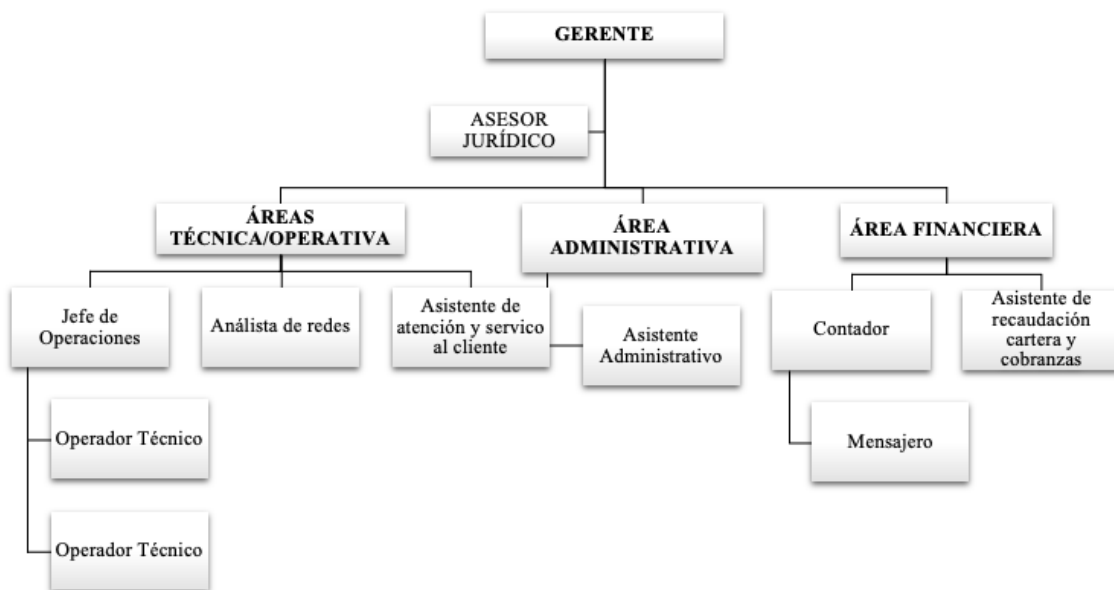 GERENTE
ASESOR
JURÍDICO
ÁREAS
TÉCNICA/OPERATIVA
ÁREA
ADMINISTRATIVA
ÁREA FINANCIERA
Jefe de
Operaciones
Análista de redes
Asistente de
atención y servico
al cliente
Asistente
Administrativo
Contador
Asistente de
recaudación
cartera y
cobranzas
Operador Técnico
Mensajero
Operador Técnico